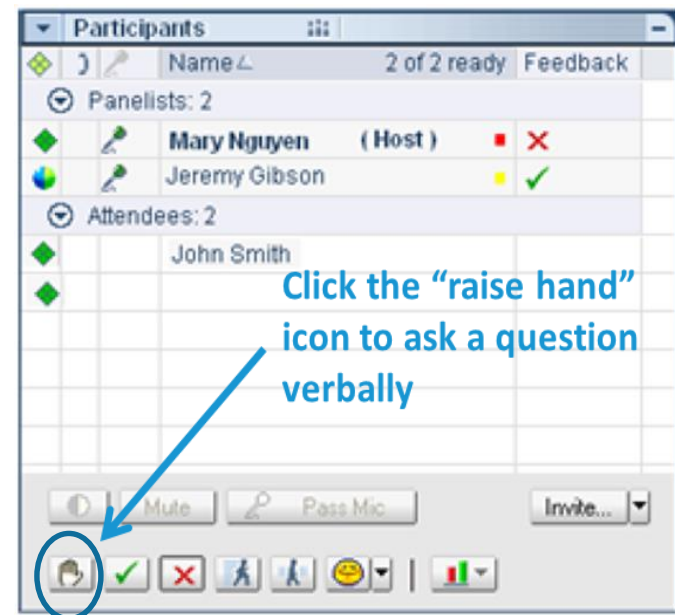 Participants
Name 2 of 2 ready Feedback
Panelists: 2
Mary Nguyen (Host)
Jeremy Gibson
Attendees: 2
John Smith
Click the “raise hand”
icon to ask a question
verbally
Mute Pass Mic Invite...